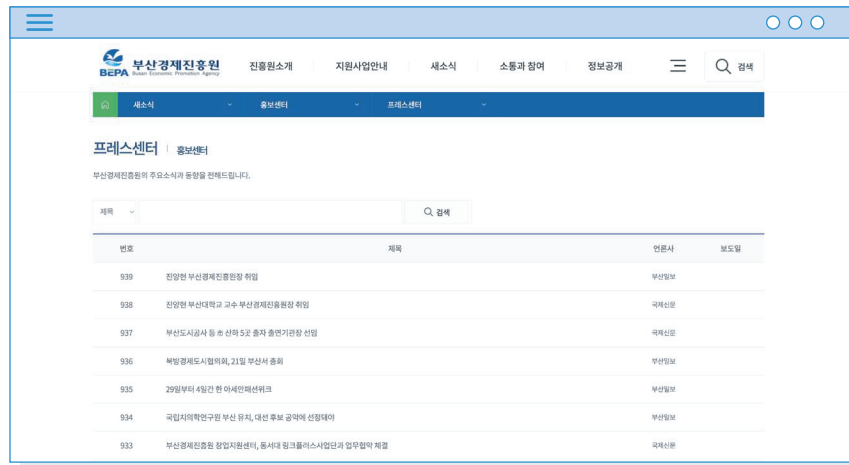 부산경제진흥원
BEPA Busan Economic Promotion Agency
진흥원소개 지원사업안내 새소식 소통과 참여 정보공개 검색
새소식 홍보센터 프레스센터
프레스센터 홍보센터
부산경제진흥원의 주요소식과 동향을 전해드립니다.
제목 검색
번호 제목 언론사 보도일
939 진양현 부산경제진흥원장 취임 부산일보
938 진양현 부산대학교 교수 부산경제진흥원장 취임 국제신문
937 부산도시공사 등 市 산하 5곳 출자 출연기관장 선임 국제신문
936 북방경제도시협의회, 21일 부산서 총회 부산일보
935 29일부터 4일간 한 아세안패션위크 부산일보
934 국립치의학연구원 부산 유치, 대선 후보 공약에 선정돼야 부산일보
933 부산경제진흥원 창업지원센터, 동서대 링크플러스사업단과 업무협약 체결 국제신문